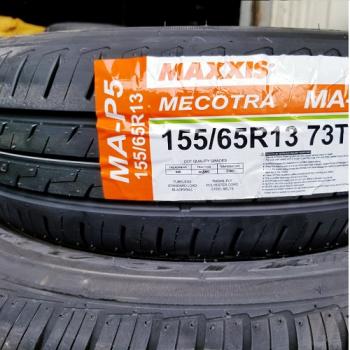 MA-P5
155/65R13
MAXXIS
MECOTRA MA-
155/65R13 73T
DOT QUALITY GRADES
TREADWEAR
TUBELESS
STANDARD LOAD
BLACKWALL
RADIAL PLY
POLYESTER CORD
STEEL BELTS